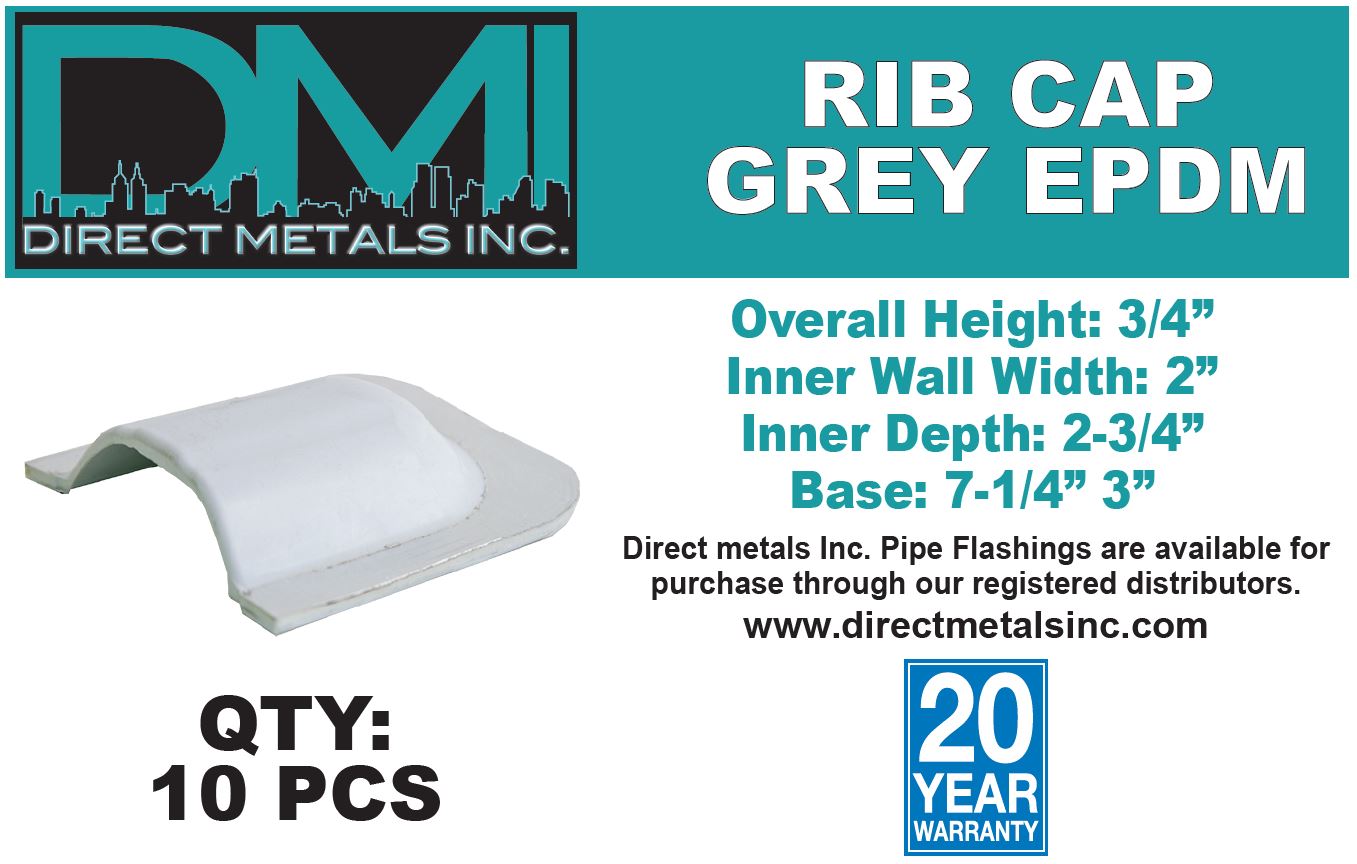 DMI
DIRECT METALS INC.
RIB CAP
GREY EPDM
Overall Height: 3/4”
Inner Wall Width: 2”
Inner Depth: 2-3/4”
Base: 7-1/4” 3”
Direct metals Inc. Pipe Flashings are available for
purchase through our registered distributors.
www.directmetalsinc.com
QTY:
10 PCS
20
YEAR
WARRANTY